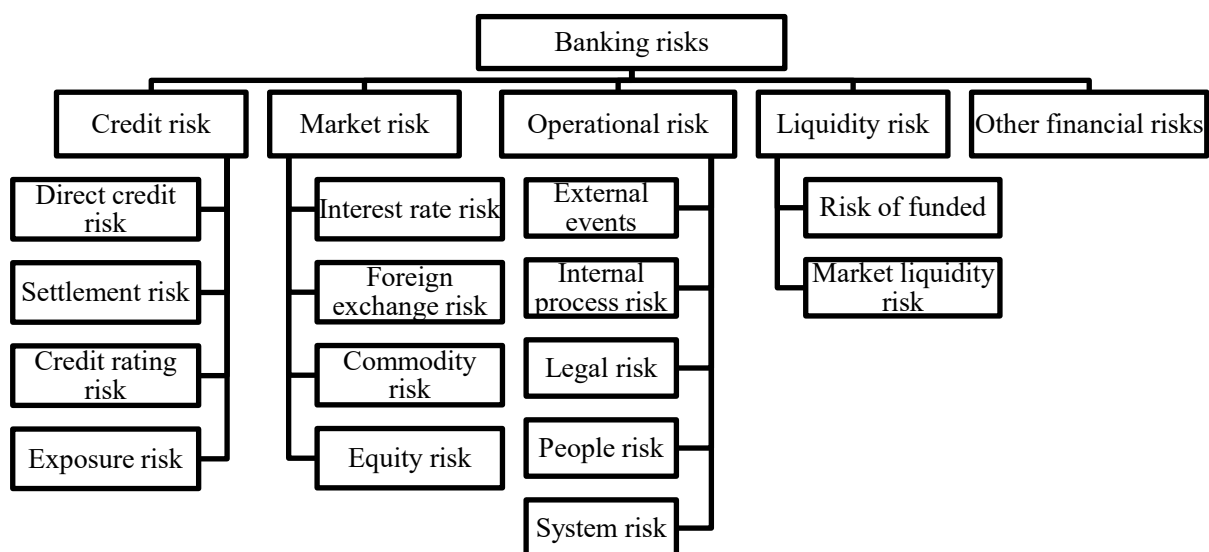 Banking risks
Credit risk
Market risk
Operational risk
Liquidity risk
Other financial risks
Direct credit
risk
Settlement risk
Credit rating
risk
Exposure risk
Interest rate risk
Foreign
exchange risk
Commodity
risk
Equity risk
External
events
Internal
process risk
Legal risk
People risk
System risk
Risk of funded
Market liquidity
risk